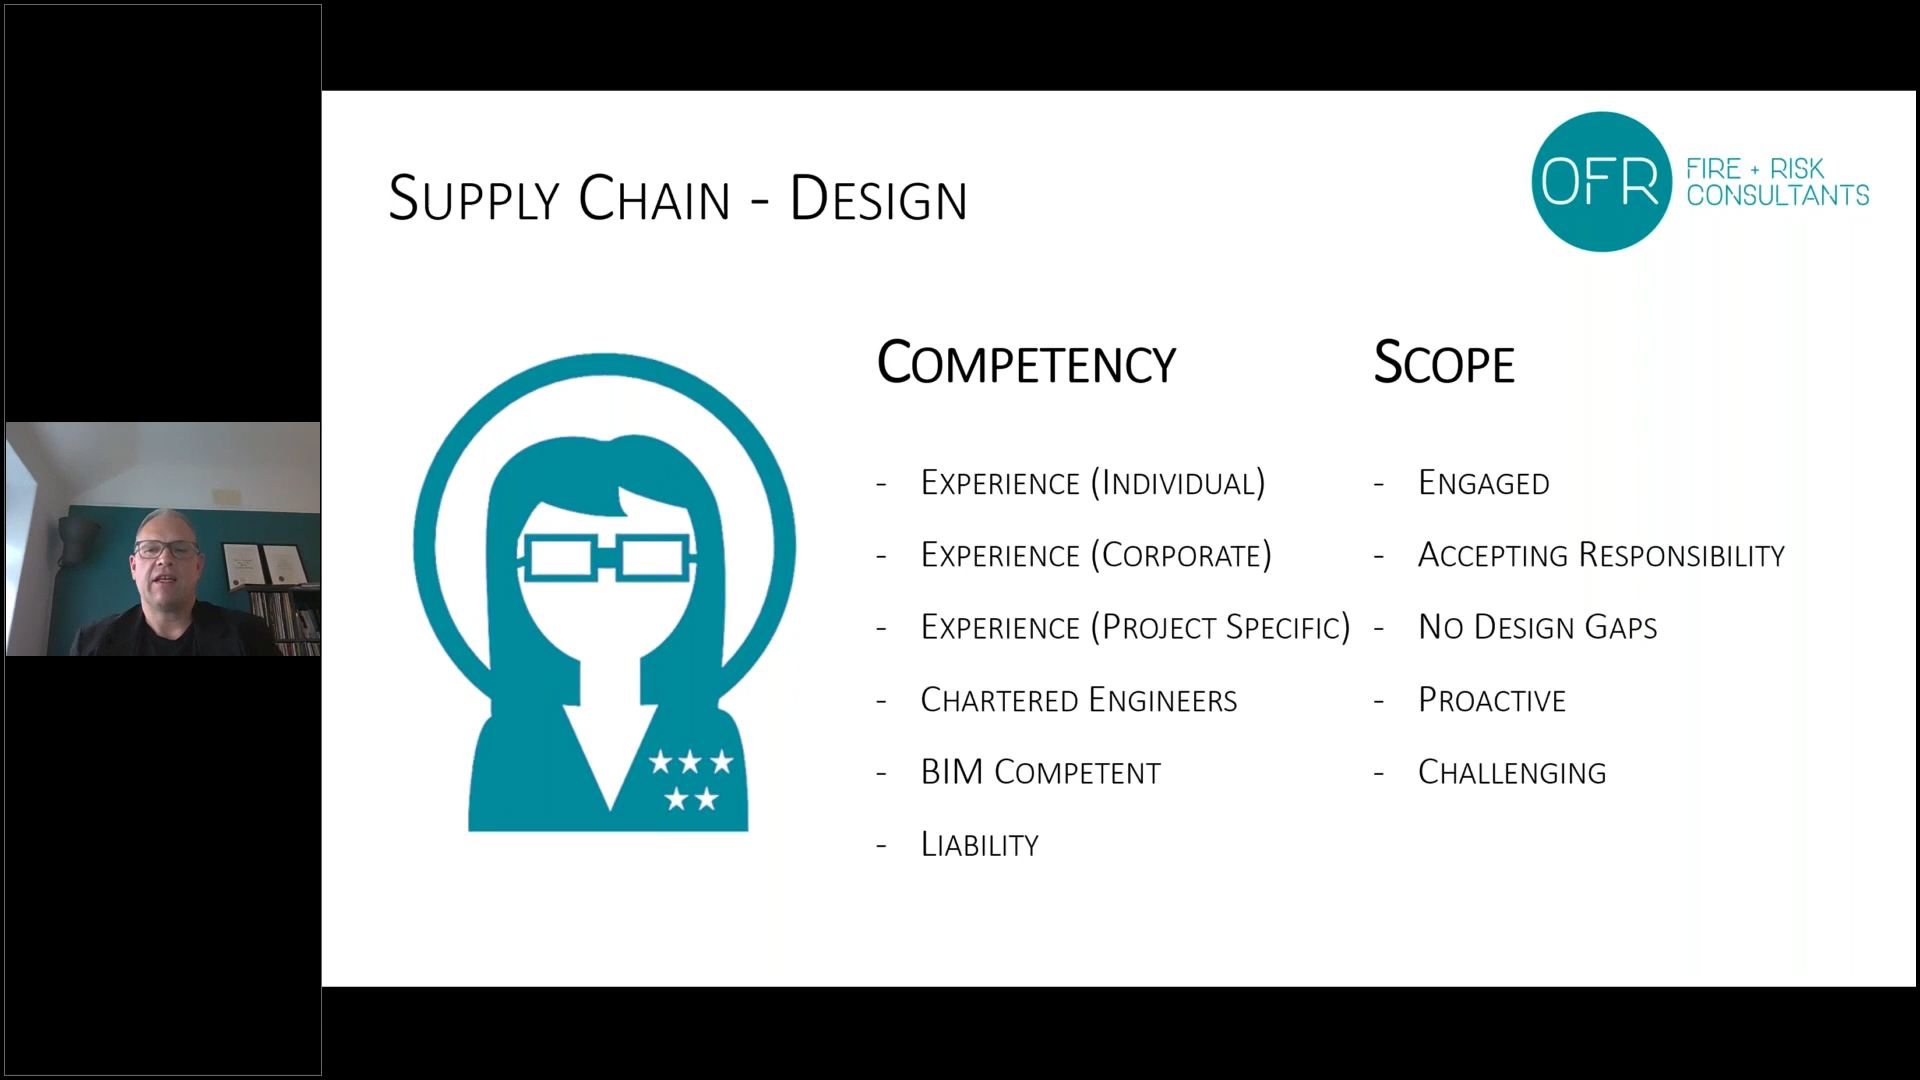 Supply Chain - Design
OFR
FIRE + RISK
CONSULTANTS
Competency
- Experience (Individual)
- Experience (Corporate)
- Experience (Project Specific)
- Chartered Engineers
- BIM Competent
- Liability
Scope
- Engaged
- Accepting Responsibility
- No Design Gaps
- Proactive
- Challenging